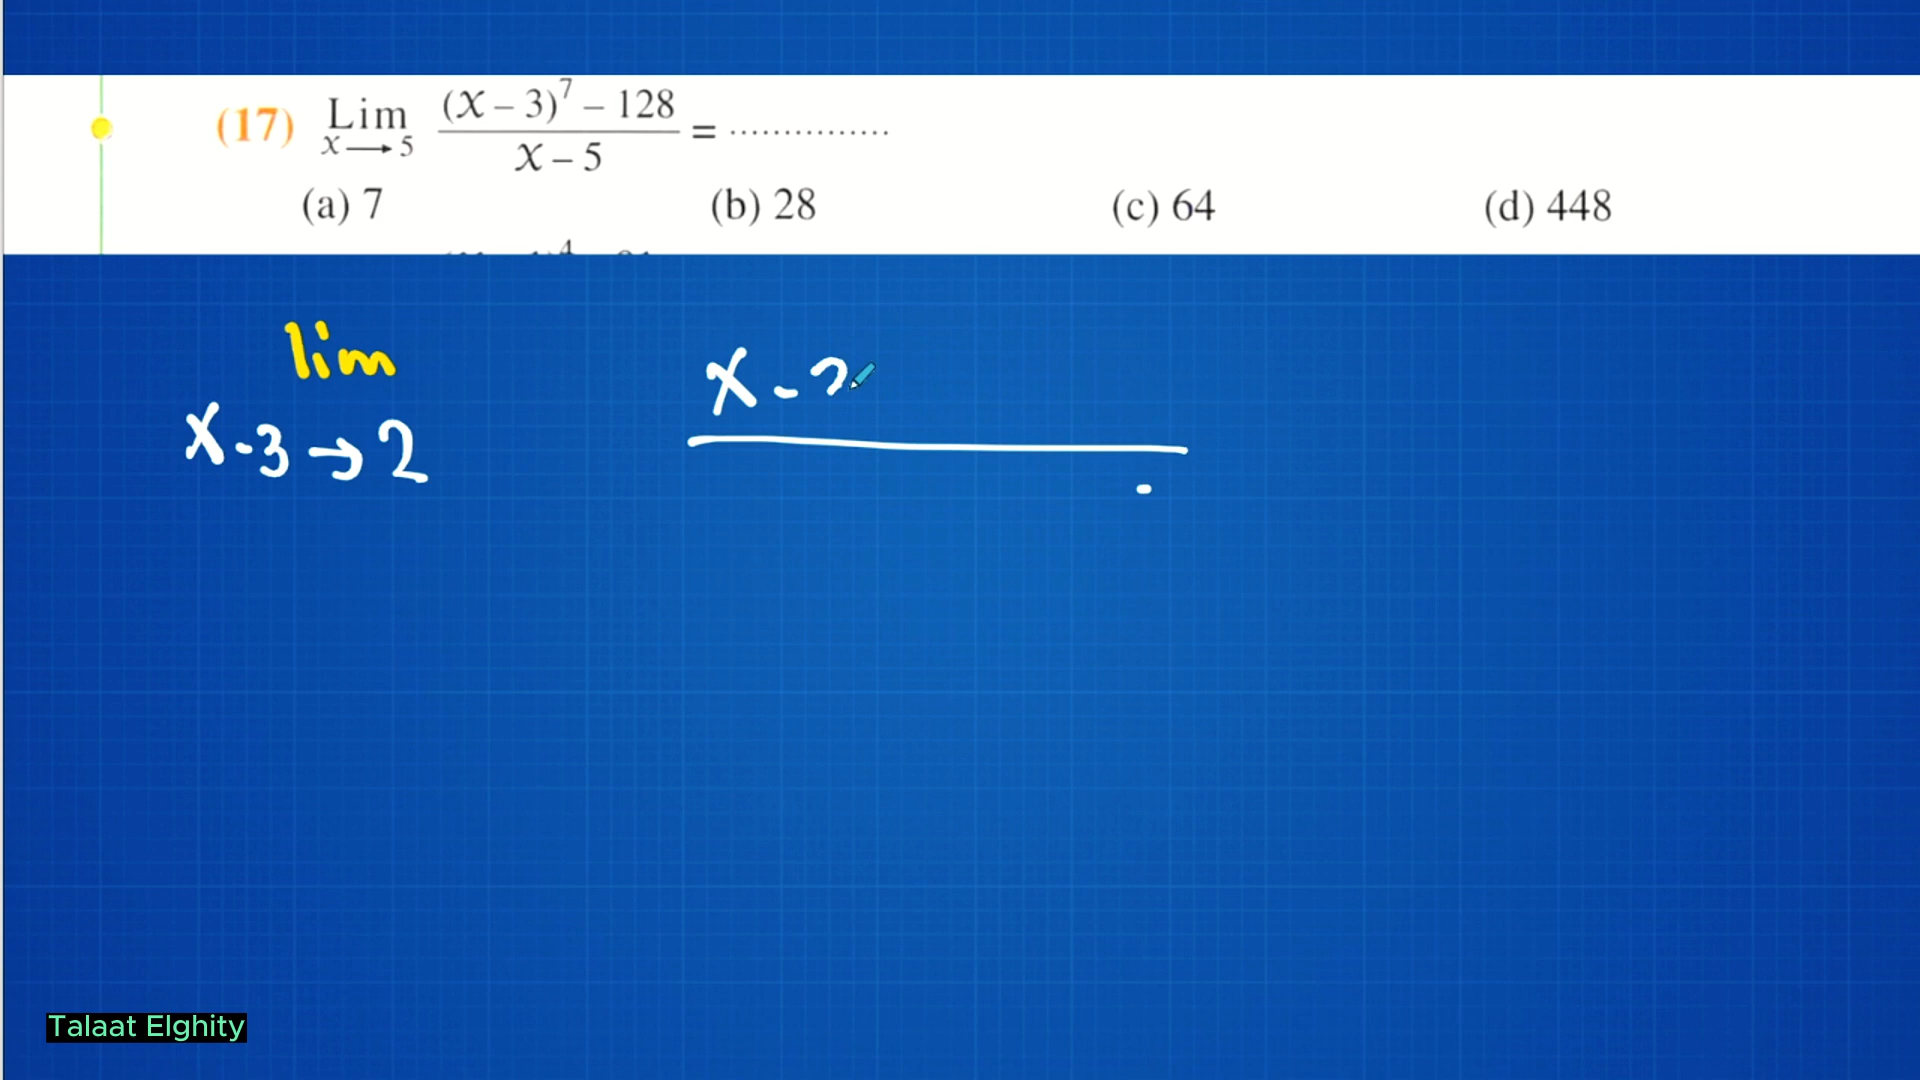 (17) Lim x⟶5 (x – 3)⁷ – 128 / x – 5 = ...............
(a) 7 (b) 28 (c) 64 (d) 448
lim
x - 3 → 2
x -
Talaat Elghity